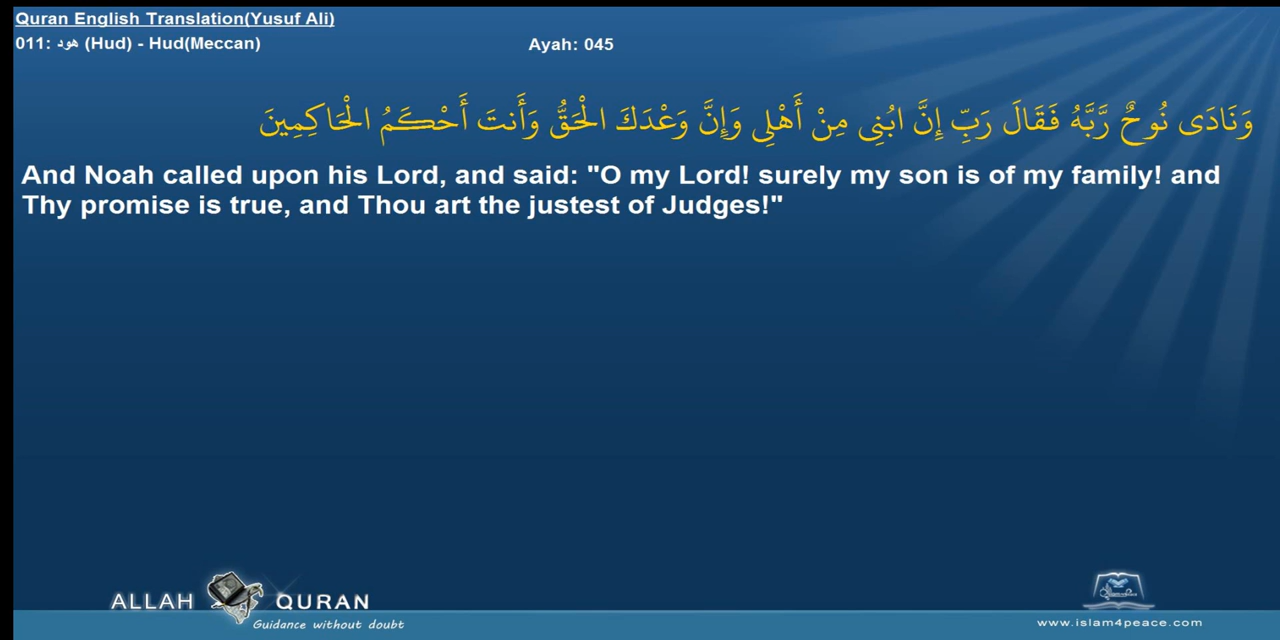 Quran English Translation(Yusuf Ali)
011: هود (Hud) - Hud(Meccan) Ayah: 045
وَنَادَى نُوحٌ رَّبَّهُ فَقَالَ رَبِّ إِنَّ ابُنِي مِنْ أَهْلِي وَإِنَّ وَعْدَكَ الْحَقُّ وَأَنتَ أَحْكَمُ الْحَاكِمِينَ
And Noah called upon his Lord, and said: "O my Lord! surely my son is of my family! and
Thy promise is true, and Thou art the justest of Judges!"
ALLAH QURAN
Guidance without doubt
www.islam4peace.com